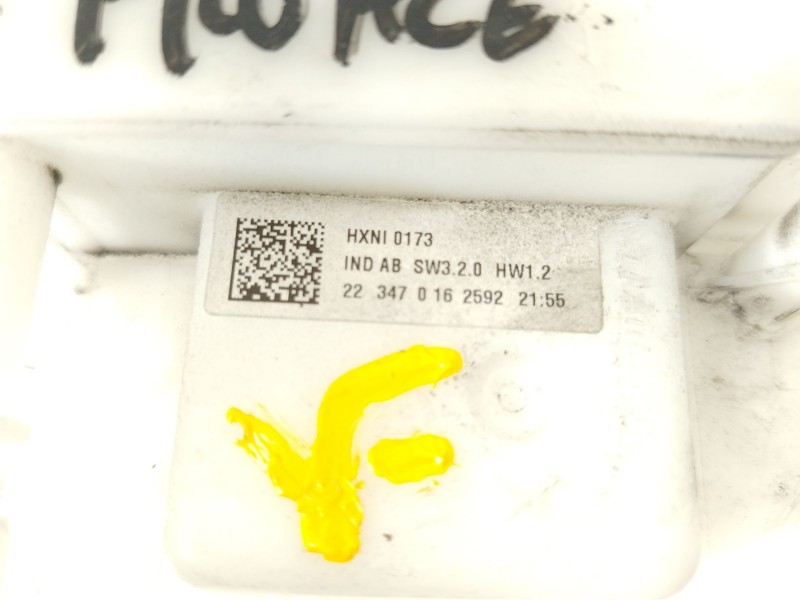 HXNI 0173
IND AB SW3.2.0 HW1.2
22 347 0 16 2592 21:55